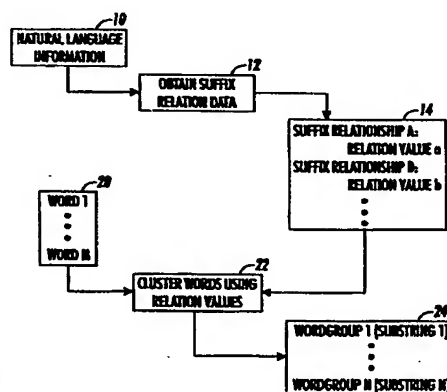 10
NATURAL LANGUAGE
INFORMATION
12
OBTAIN SUFFIX
RELATION DATA
14
SUFFIX RELATIONSHIP A:
RELATION VALUE a
SUFFIX RELATIONSHIP B:
RELATION VALUE b
20
WORD 1
WORD N
22
CLUSTER WORDS USING
RELATION VALUES
24
WORDGROUP 1 (SUBSTRING 1)
WORDGROUP N (SUBSTRING N)